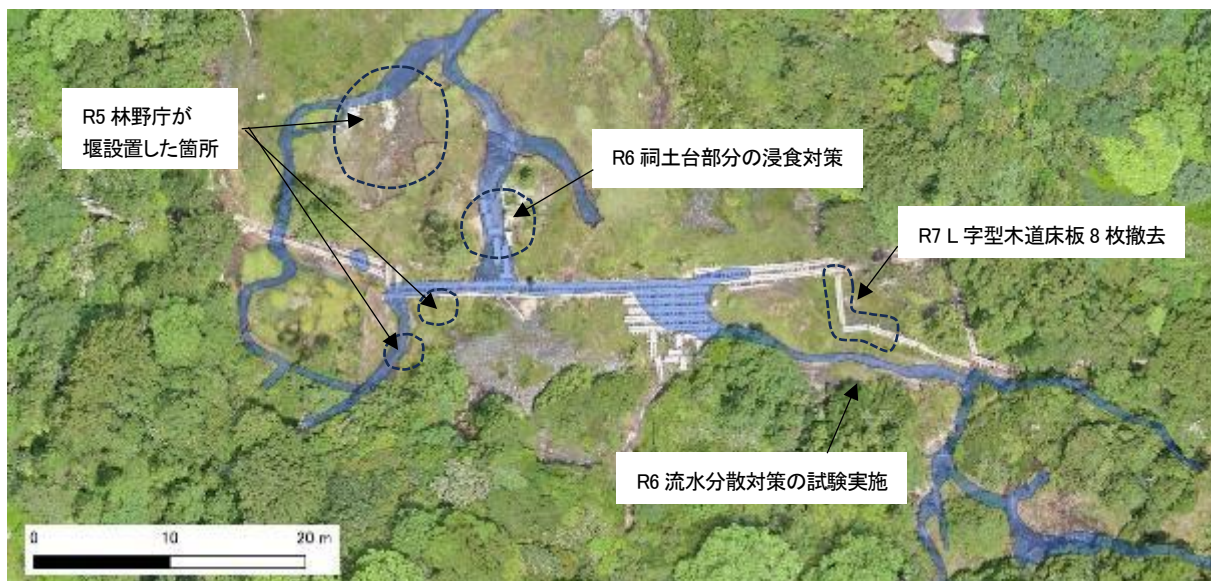 R5 林野庁が
堰設置した箇所
R6 祠土台部分の浸食対策
R7 L 字型木道床板 8 枚撤去
R6 流水分散対策の試験実施
0 10 20 m